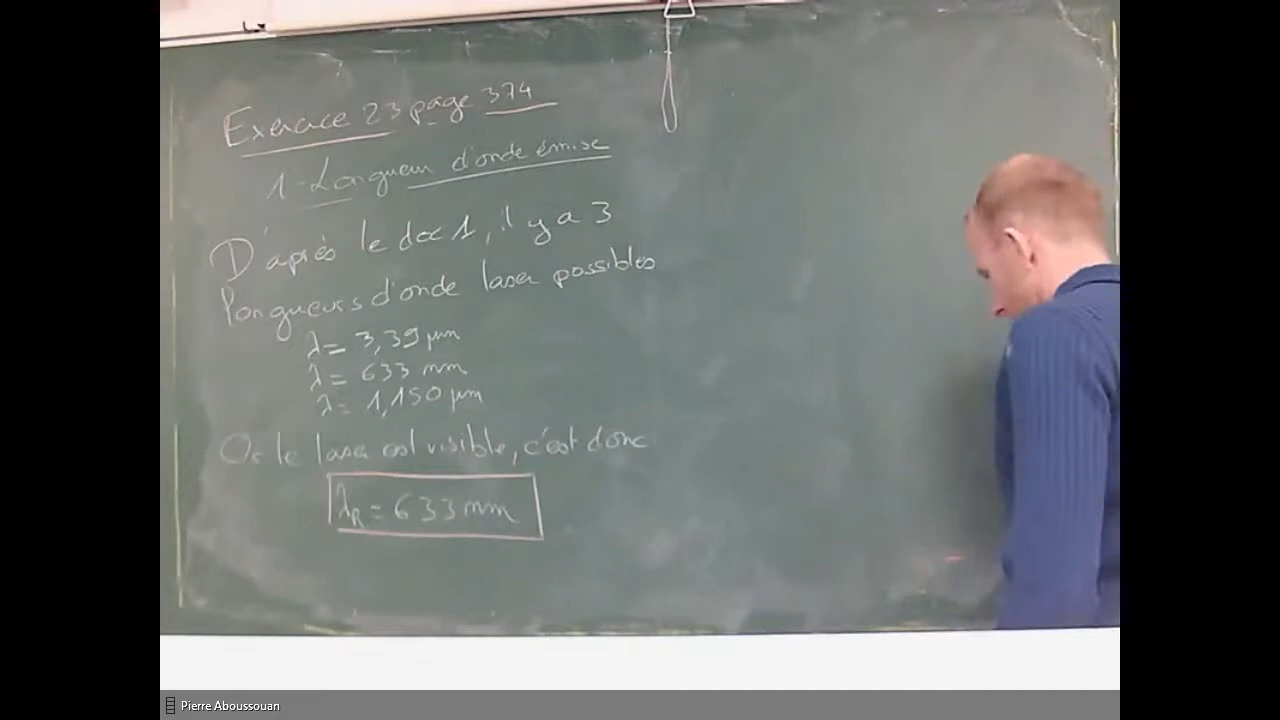 Exercice 23 page 374
1 - Longueur d'onde émise
D'après le doc 1, il y a 3
longueurs d'onde laser possibles
λ = 3,39 µm
λ = 633 nm
λ = 1,150 µm
Or le laser est visible, c'est donc
λR = 633 nm
Pierre Aboussouan